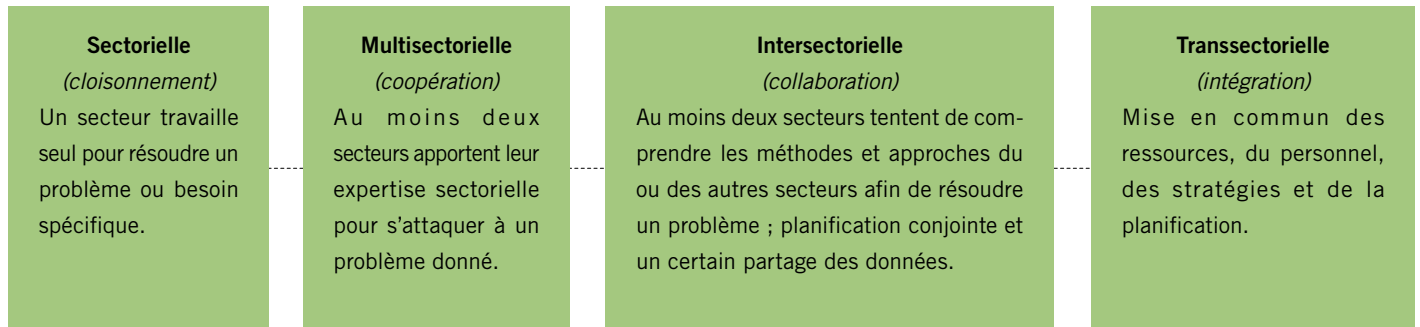 Sectorielle
(cloisonnement)
Un secteur travaille
seul pour résoudre un
problème ou besoin
spécifique.
Multisectorielle
(coopération)
Au moins deux
secteurs apportent leur
expertise sectorielle
pour s’attaquer à un
problème donné.
Intersectorielle
(collaboration)
Au moins deux secteurs tentent de com-
prendre les méthodes et approches du
ou des autres secteurs afin de résoudre
un problème ; planification conjointe et
un certain partage des données.
Transsectorielle
(intégration)
Mise en commun des
ressources, du personnel,
des stratégies et de la
planification.